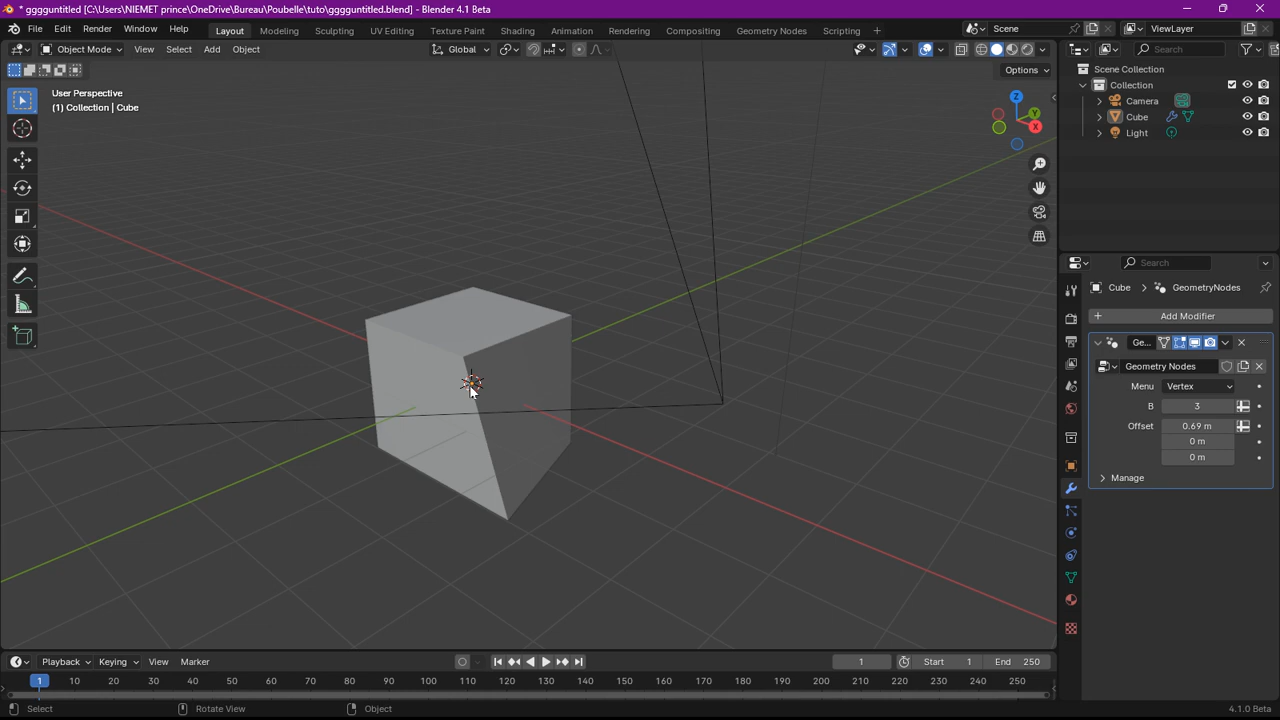 * gggguntitled [C:\Users\NIEMET prince\OneDrive\Bureau\Poubelle\tuto\gggguntitled.blend] - Blender 4.1 Beta
File Edit Render Window Help Layout Modeling Sculpting UV Editing Texture Paint Shading Animation Rendering Compositing Geometry Nodes Scripting + Scene ViewLayer
Object Mode View Select Add Object Global Search
Options
User Perspective
(1) Collection | Cube
Scene Collection
Collection
Camera
Cube
Light
Z
Y
X
Search
Cube > GeometryNodes
+ Add Modifier
Ge...
Geometry Nodes
Menu Vertex
B 3
Offset 0.69 m
0 m
0 m
Manage
Playback Keying View Marker 1 Start 1 End 250
1 10 20 30 40 50 60 70 80 90 100 110 120 130 140 150 160 170 180 190 200 210 220 230 240 250
Select Rotate View Object 4.1.0 Beta